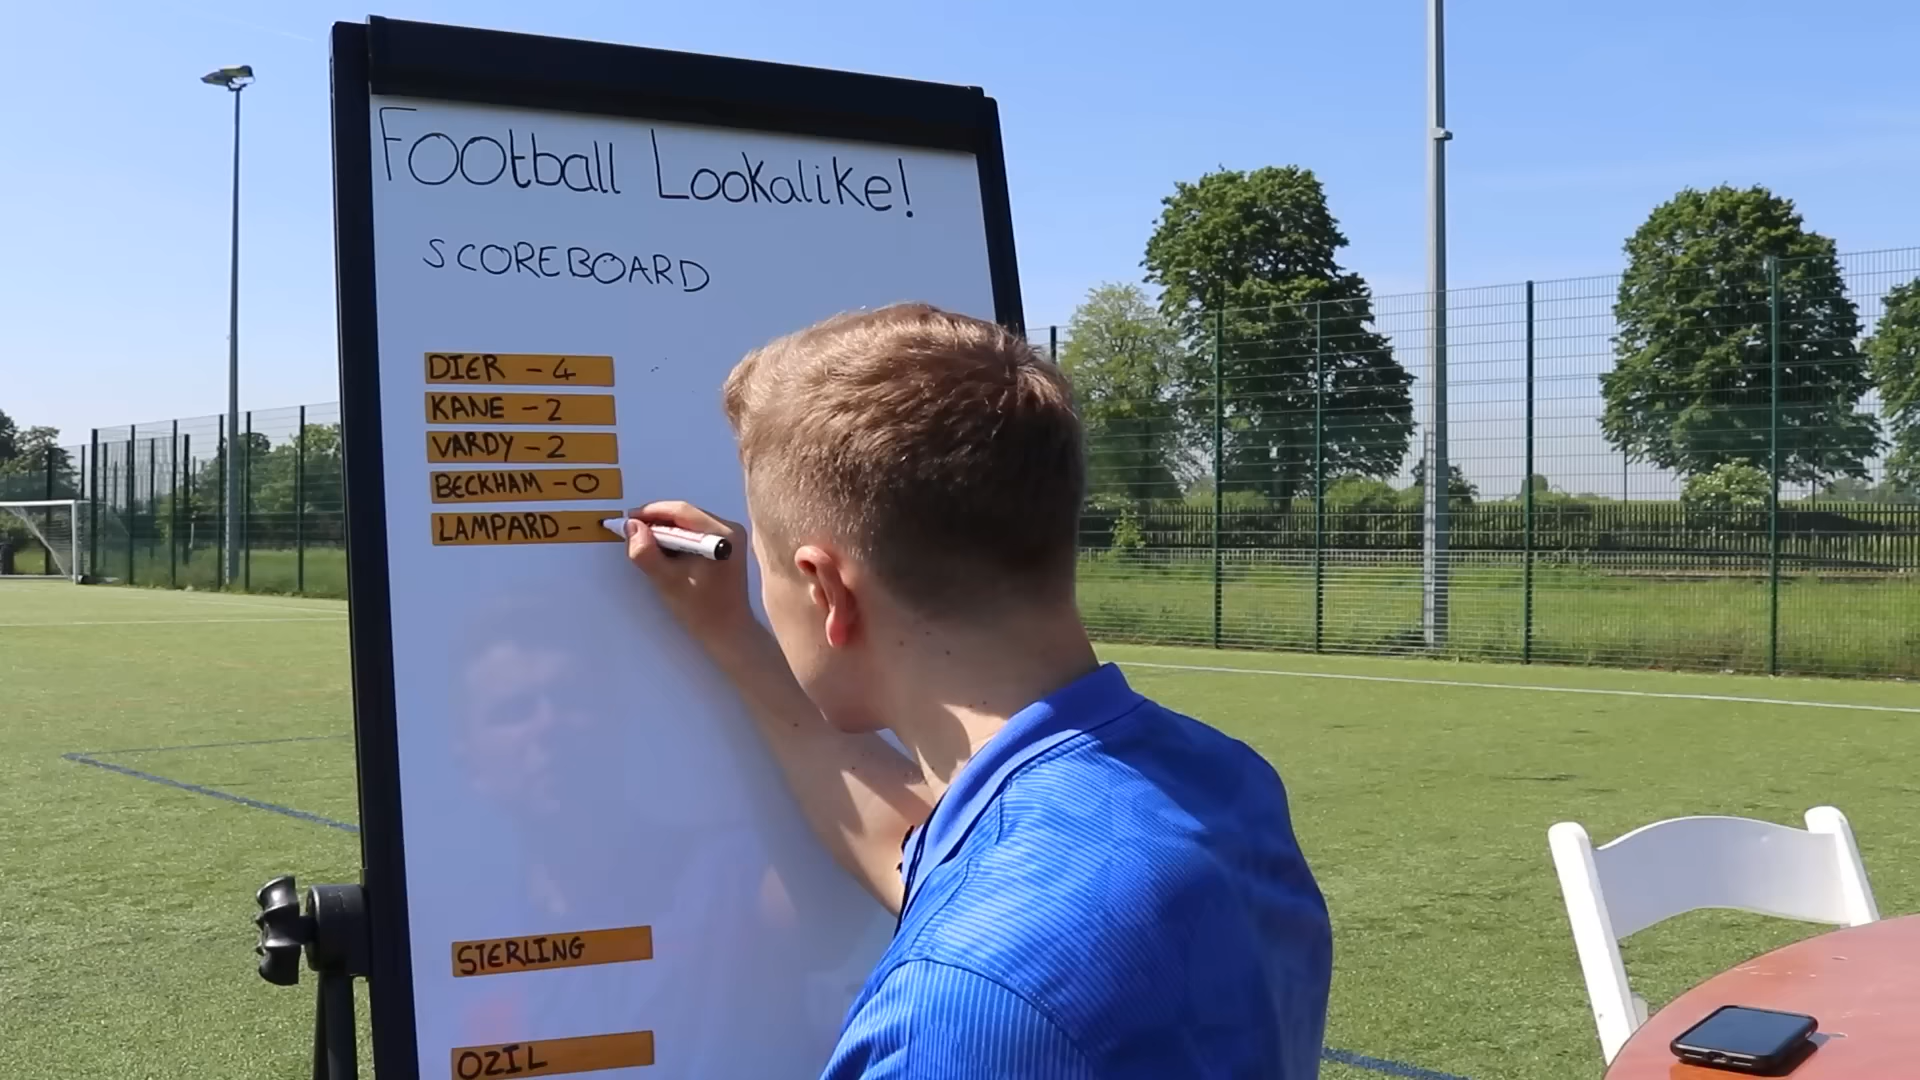 Football Lookalike!
SCOREBOARD
DIER - 4
KANE - 2
VARDY - 2
BECKHAM - 0
LAMPARD -
STERLING
OZIL